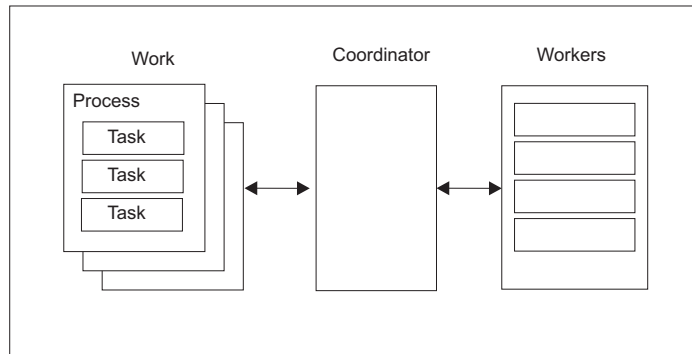 Work
Coordinator
Workers
Process
Task
Task
Task